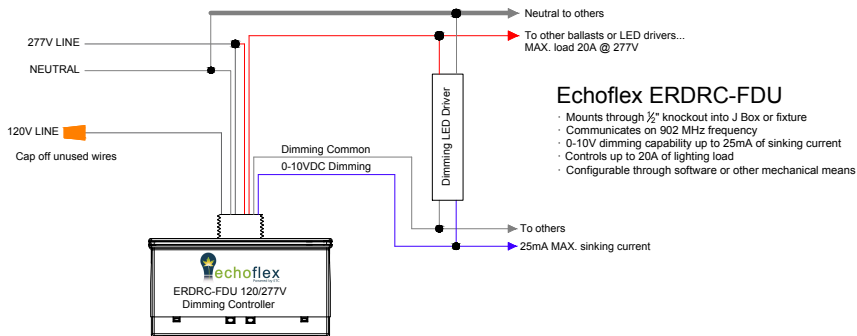 Neutral to others
277V LINE
To other ballasts or LED drivers...
MAX. load 20A @ 277V
NEUTRAL
Dimming LED Driver
Echoflex ERDRC-FDU
· Mounts through ½" knockout into J Box or fixture
· Communicates on 902 MHz frequency
· 0-10V dimming capability up to 25mA of sinking current
· Controls up to 20A of lighting load
· Configurable through software or other mechanical means
120V LINE
Cap off unused wires
Dimming Common
0-10VDC Dimming
To others
25mA MAX. sinking current
echoflex
Powered by ETC
ERDRC-FDU 120/277V
Dimming Controller